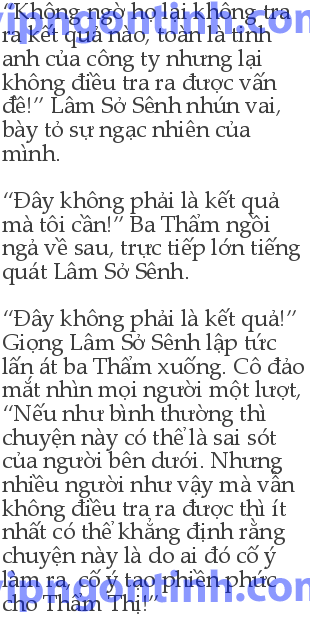 “Không ngờ họ lại không tra
ra kết quả nào, toàn là tinh
anh của công ty nhưng lại
không điều tra ra được vấn
đề!” Lâm Sở Sênh nhún vai,
bày tỏ sự ngạc nhiên của
mình.
“Đây không phải là kết quả
mà tôi cần!” Ba Thẩm ngồi
ngả về sau, trực tiếp lớn tiếng
quát Lâm Sở Sênh.
“Đây không phải là kết quả!”
Giọng Lâm Sở Sênh lập tức
lấn át ba Thẩm xuống. Cô đảo
mắt nhìn mọi người một lượt,
“Nếu như bình thường thì
chuyện này có thể là sai sót
của người bên dưới. Nhưng
nhiều người như vậy mà vẫn
không điều tra ra được thì ít
nhất có thể khẳng định rằng
chuyện này là do ai đó cố ý
làm ra, cố ý tạo phiền phức
cho Thẩm Thị!”
vipngontinh.com
vipngontinh.com